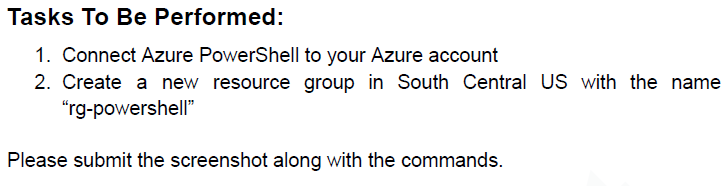 Tasks To Be Performed:
1. Connect Azure PowerShell to your Azure account
2. Create a new resource group in South Central US with the name
“rg-powershell”
Please submit the screenshot along with the commands.